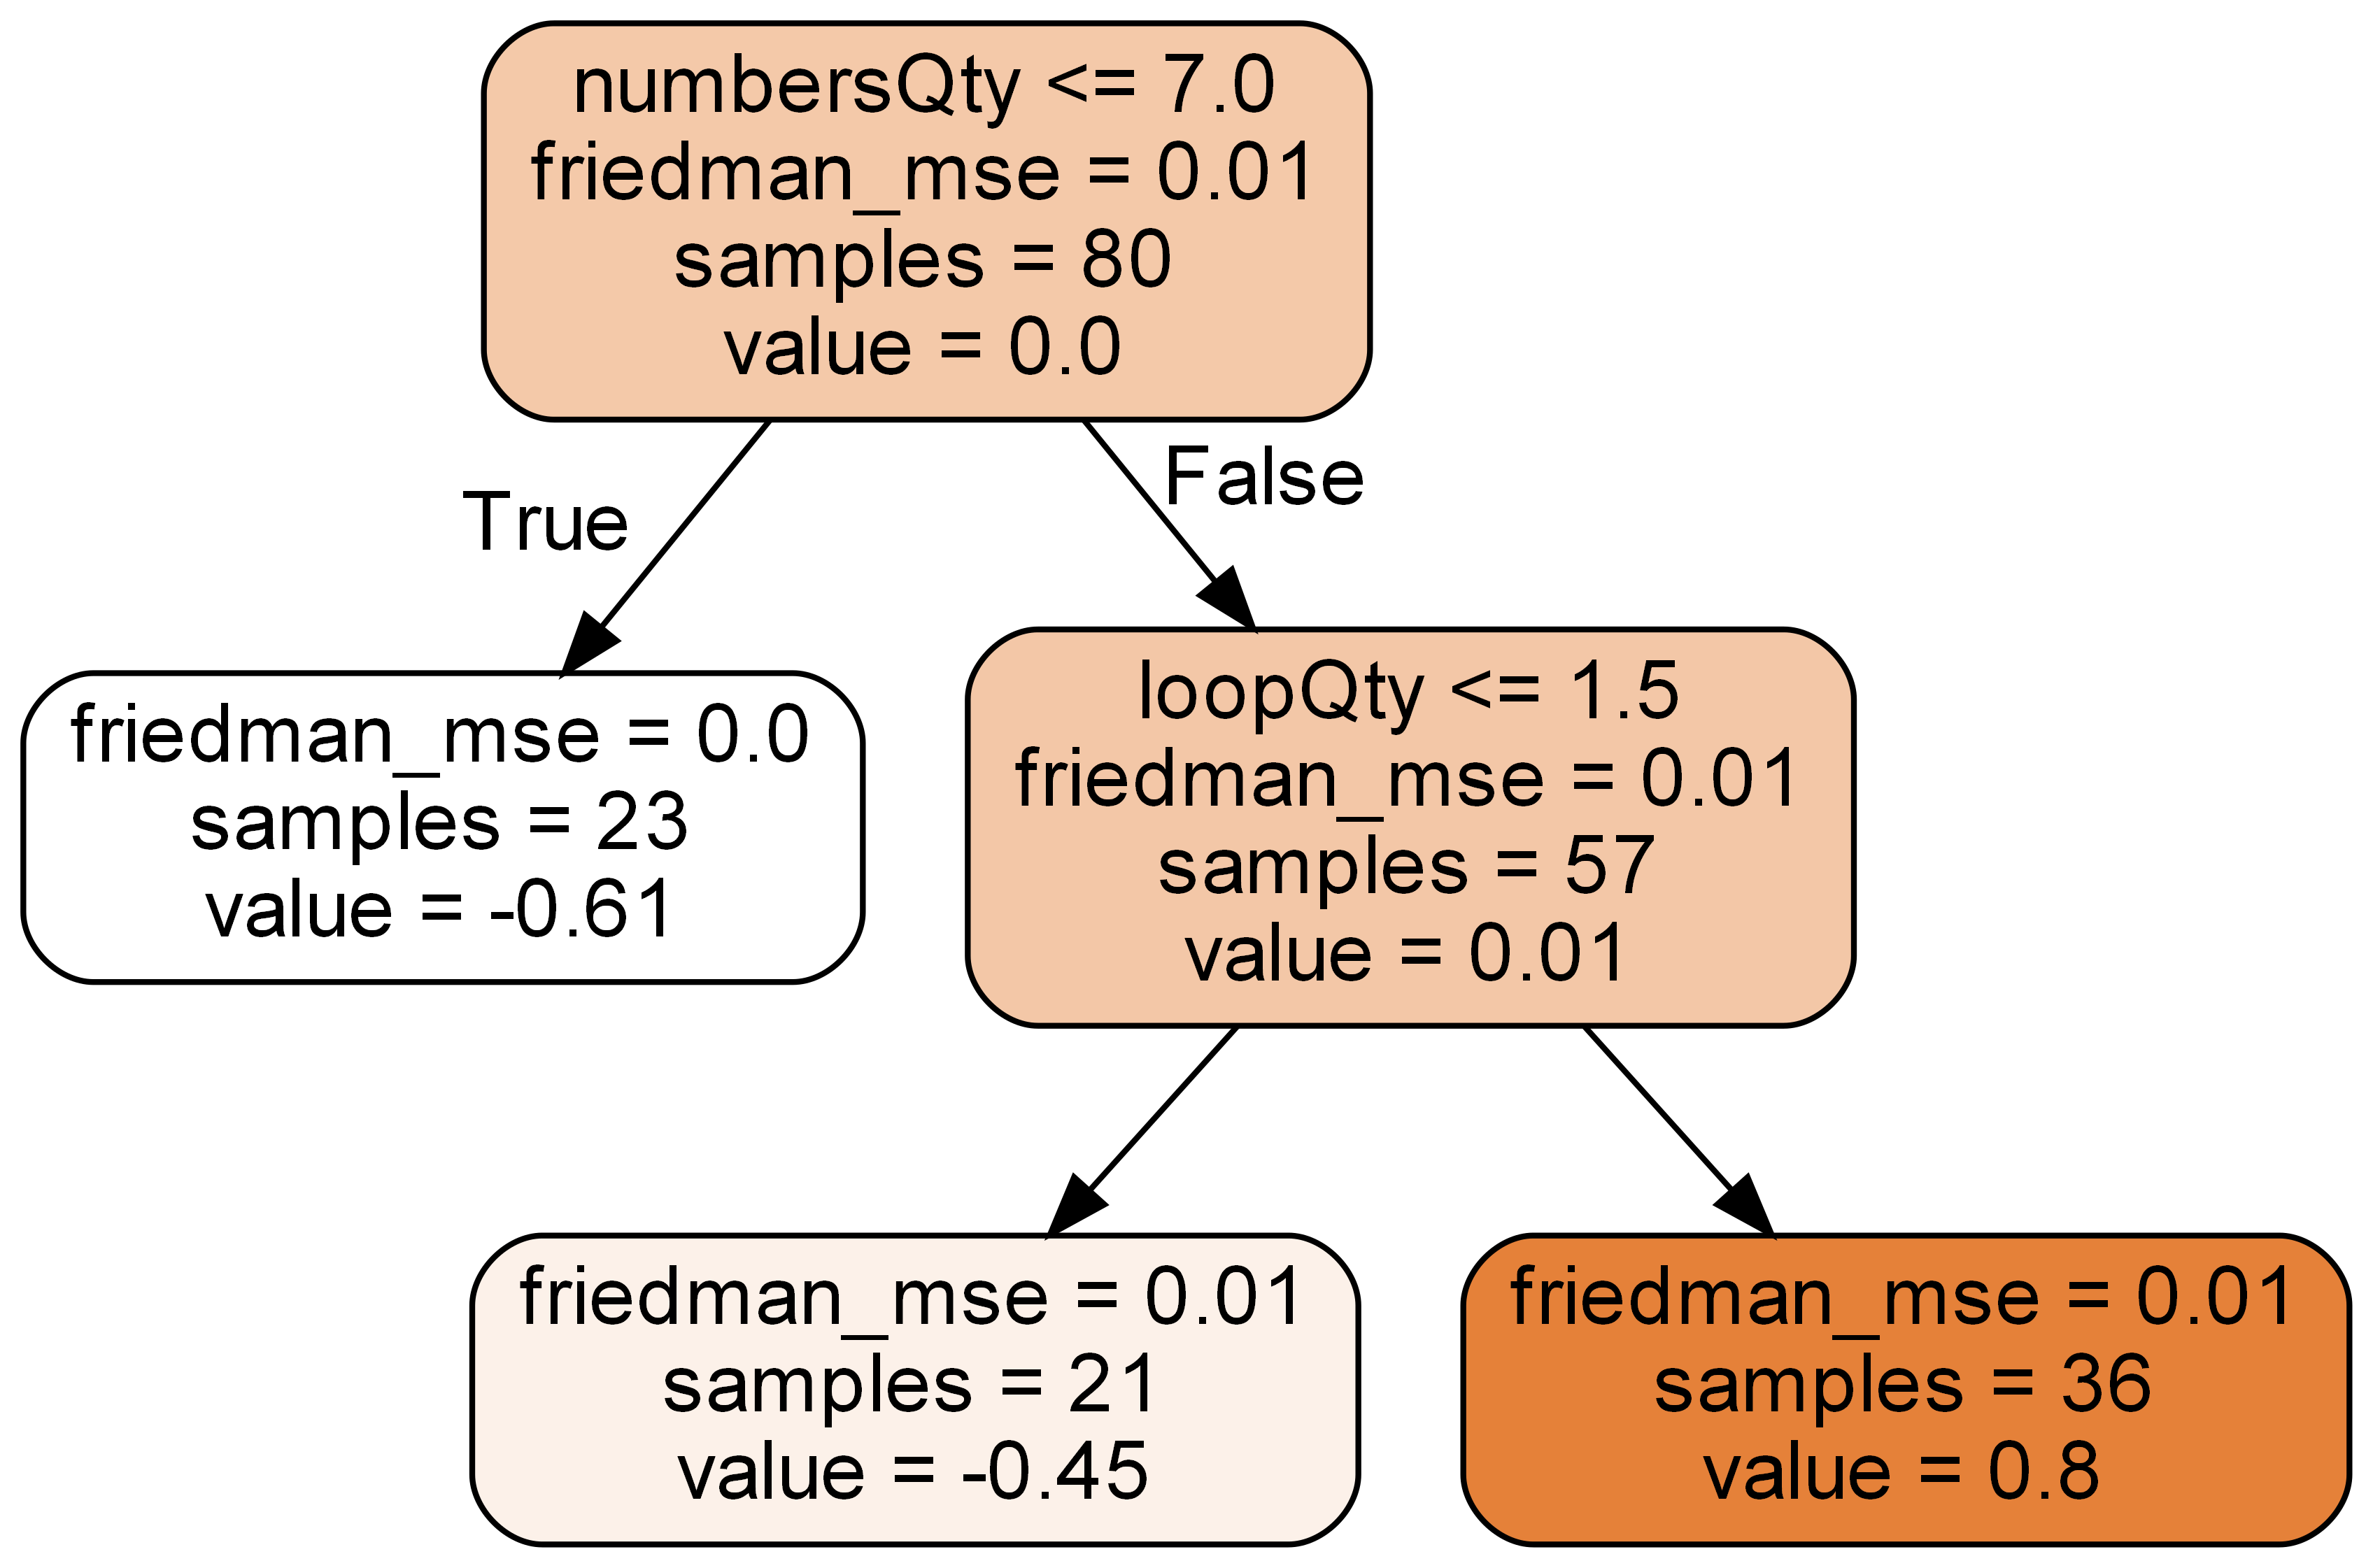 numbersQty <= 7.0
friedman_mse = 0.01
samples = 80
value = 0.0
True
False
friedman_mse = 0.0
samples = 23
value = -0.61
loopQty <= 1.5
friedman_mse = 0.01
samples = 57
value = 0.01
friedman_mse = 0.01
samples = 21
value = -0.45
friedman_mse = 0.01
samples = 36
value = 0.8